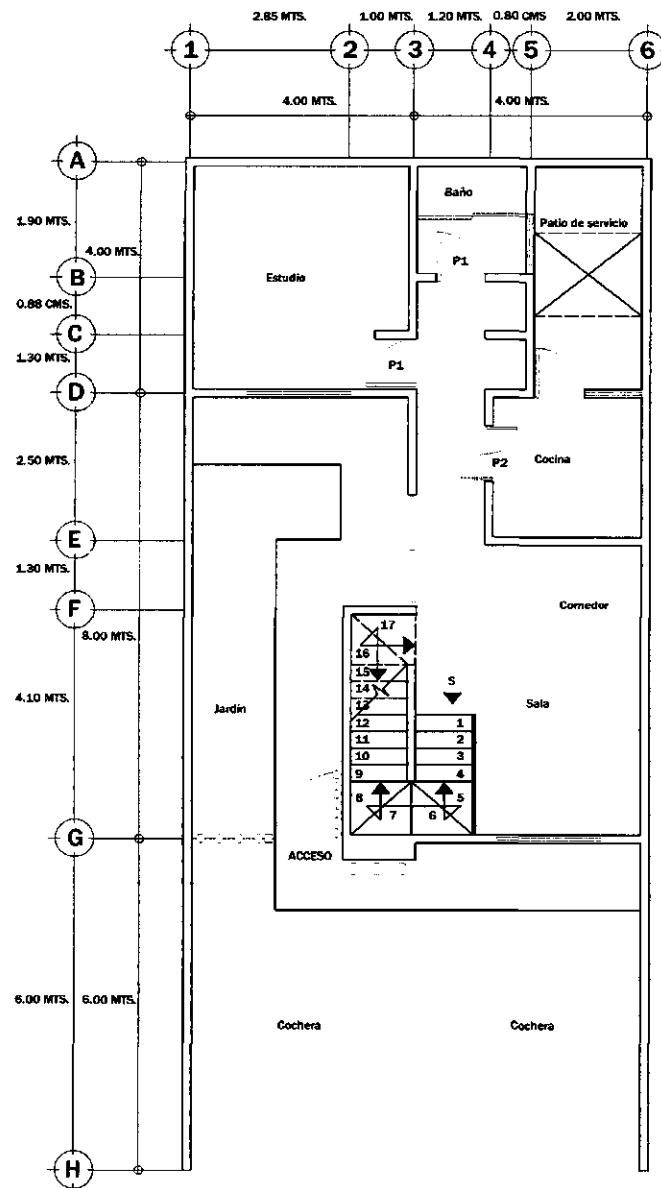 2.85 MTS. 1.00 MTS. 1.20 MTS. 0.80 CMS 2.00 MTS.
1 2 3 4 5 6
4.00 MTS. 4.00 MTS.
A
Baño
1.90 MTS.
Patio de servicio
4.00 MTS.
P1
B
Estudio
0.88 CMS.
C
1.30 MTS.
P1
D
2.50 MTS.
P2 Cocina
E
1.30 MTS.
F
Comedor
8.00 MTS.
17
16
15
S
14
4.10 MTS.
Jardín
Sala
13
12 1
11 2
10 3
9 4
8 5
7 6
G
ACCESO
6.00 MTS. 6.00 MTS.
Cochera Cochera
H